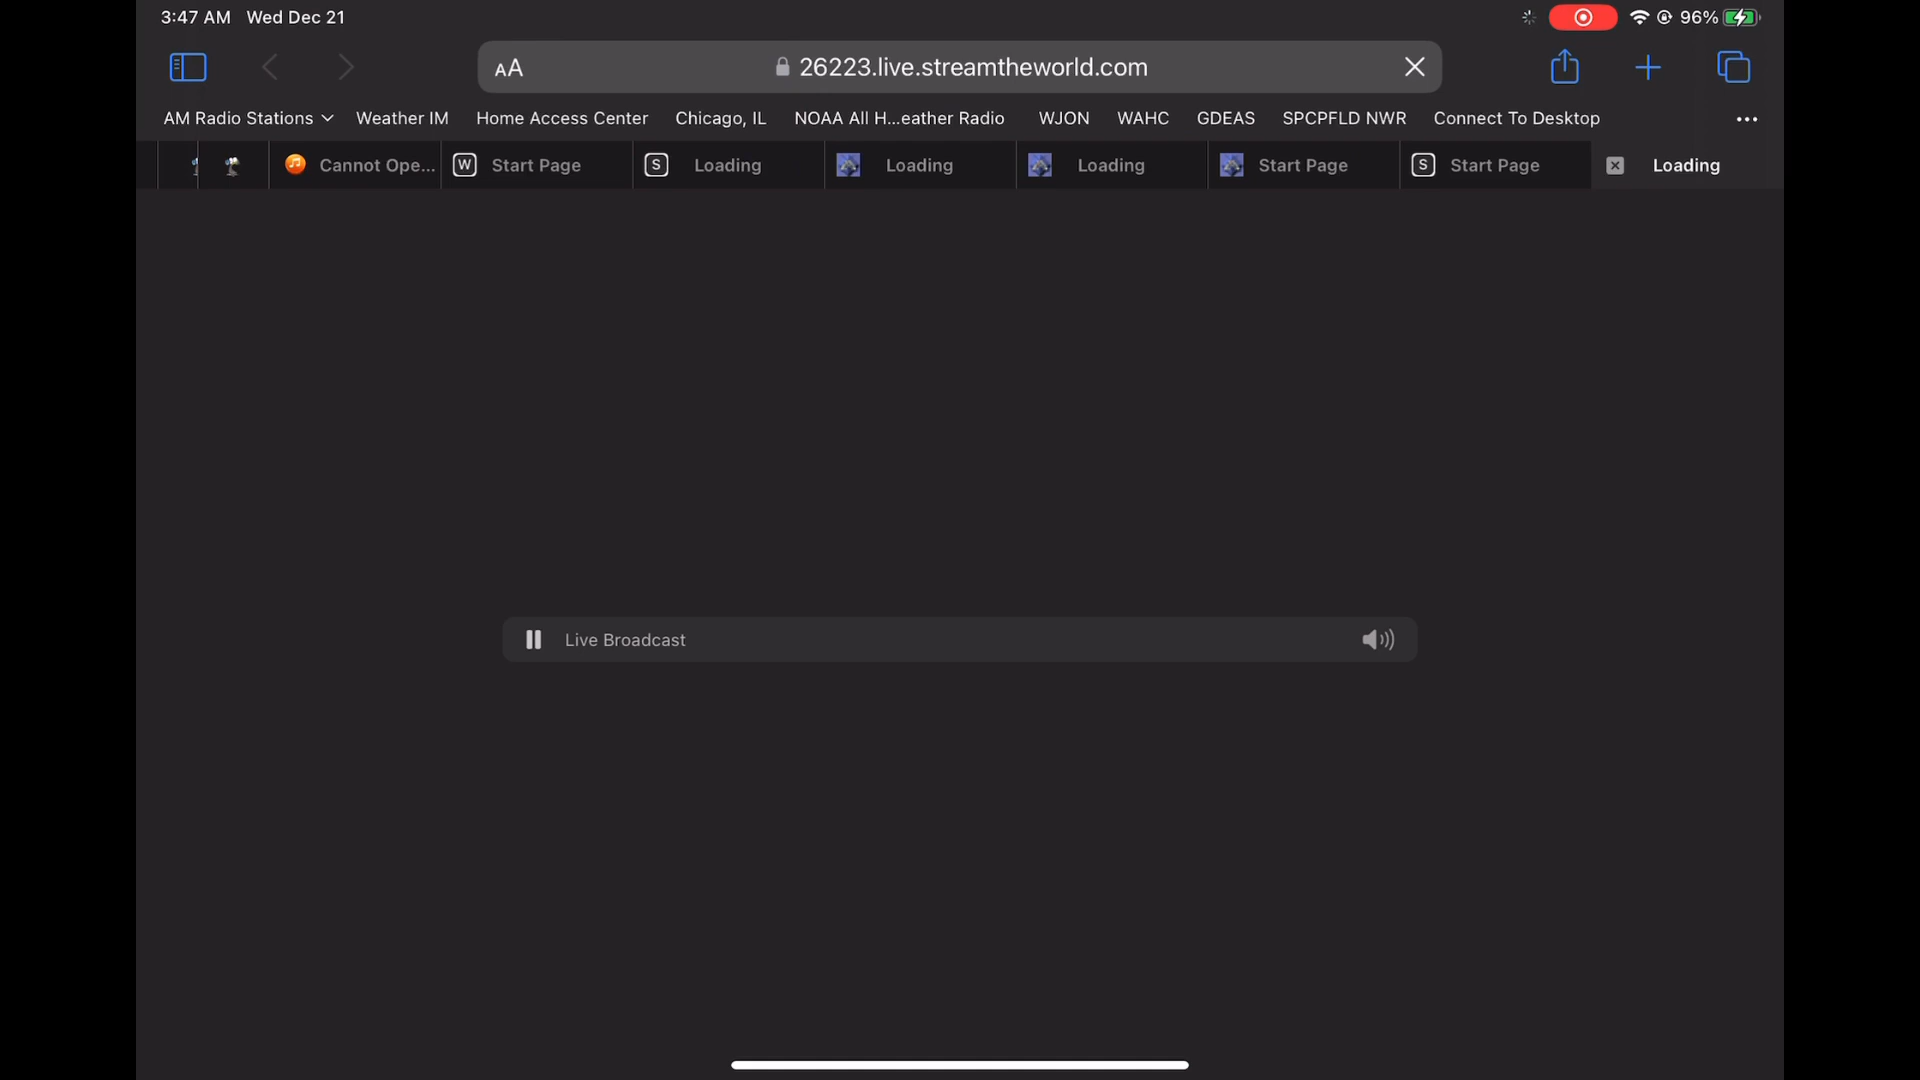 3:47 AM Wed Dec 21 96%
AA 26223.live.streamtheworld.com
AM Radio Stations Weather IM Home Access Center Chicago, IL NOAA All H...eather Radio WJON WAHC GDEAS SPCPFLD NWR Connect To Desktop
Cannot Ope... W Start Page S Loading Loading Loading Start Page S Start Page Loading
Live Broadcast